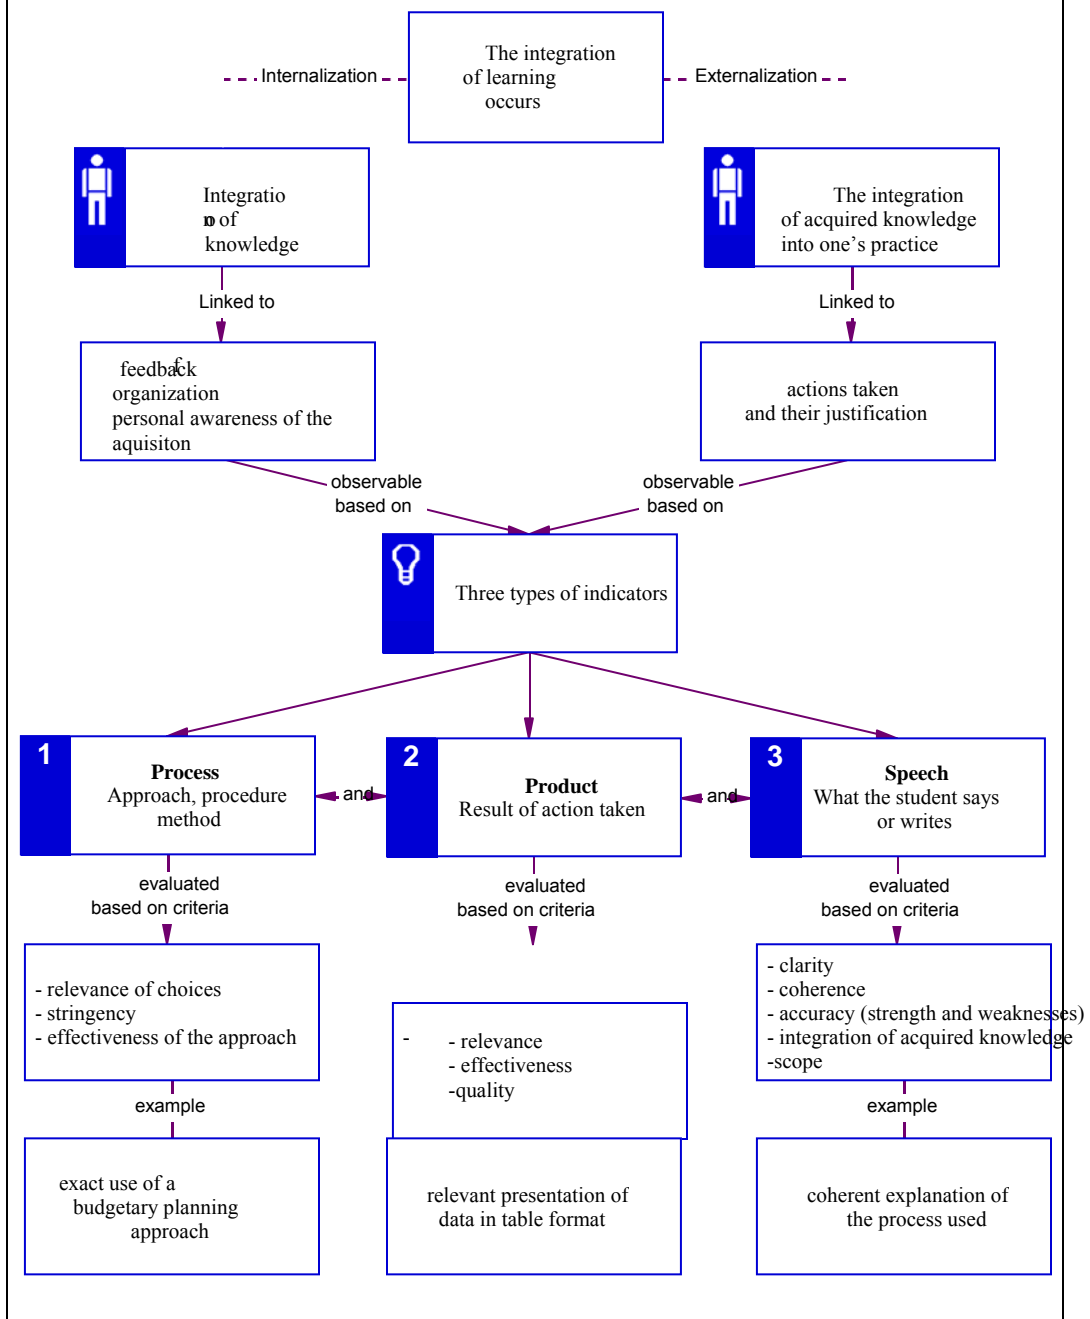 The integration
of learning
occurs
Internalization
Externalization
Integratio
n of
knowledge
The integration
of acquired knowledge
into one's practice
Linked to
Linked to
feedback
organization
personal awareness of the
aquisiton
actions taken
and their justification
observable
based on
observable
based on
Three types of indicators
1
Process
Approach, procedure
method
and
2
Product
Result of action taken
and
3
Speech
What the student says
or writes
evaluated
based on criteria
evaluated
based on criteria
evaluated
based on criteria
- relevance of choices
- stringency
- effectiveness of the approach
- - relevance
- effectiveness
-quality
- clarity
- coherence
- accuracy (strength and weaknesses)
- integration of acquired knowledge
-scope
example
example
exact use of a
budgetary planning
approach
relevant presentation of
data in table format
coherent explanation of
the process used